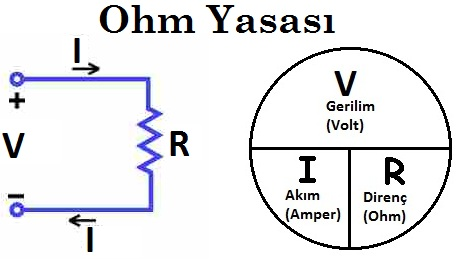 Ohm Yasası
I
+
V
R
-
I
V
Gerilim
(Volt)
I
Akım
(Amper)
R
Direnç
(Ohm)